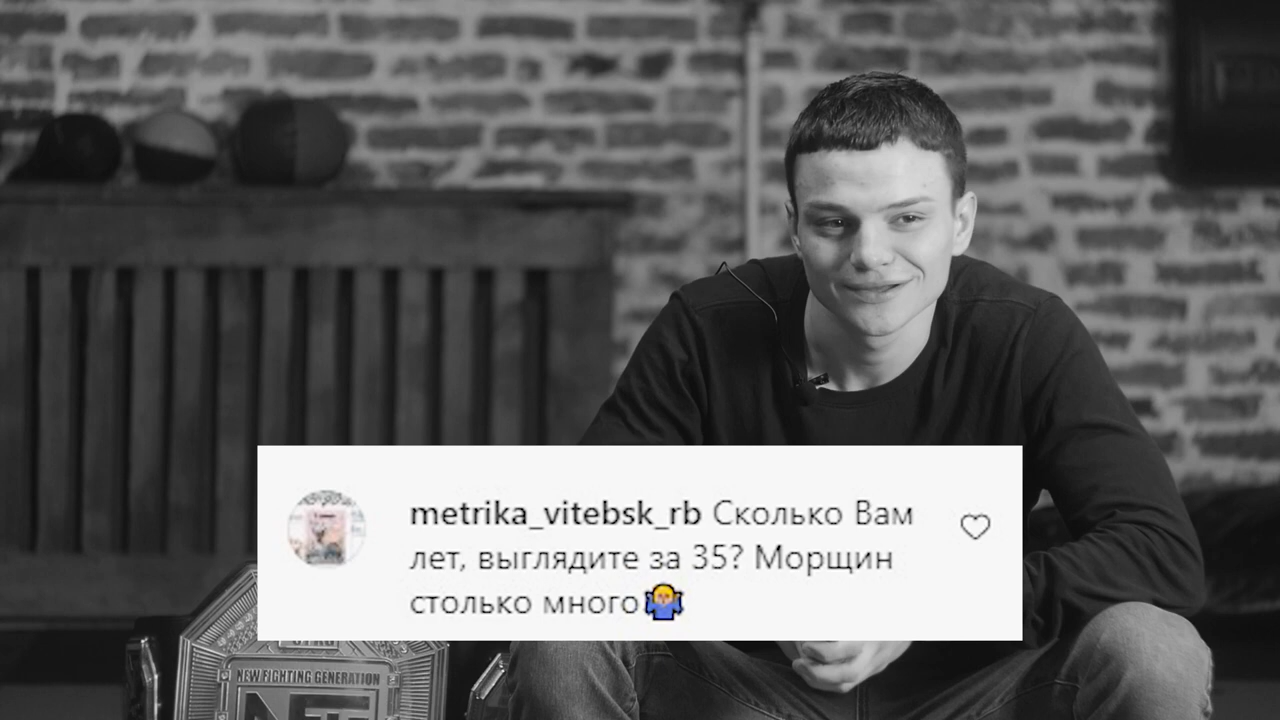 metrika_vitebsk_rb Сколько Вам
лет, выглядите за 35? Морщин
столько много🤷‍♀️
NEW FIGHTING GENERATION